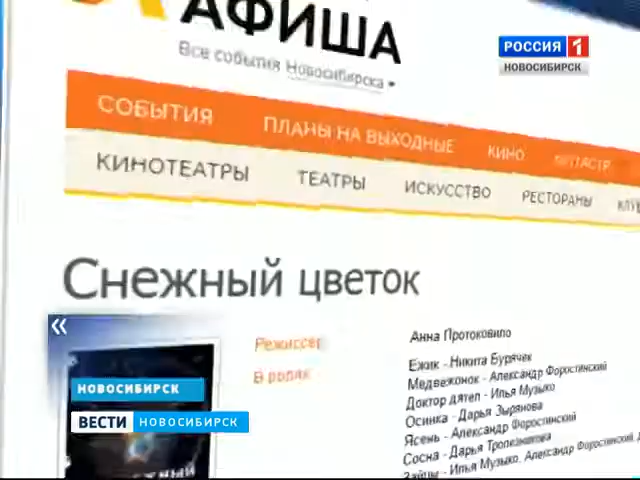 АФИША
Все события Новосибирска
РОССИЯ 1
НОВОСИБИРСК
СОБЫТИЯ ПЛАНЫ НА ВЫХОДНЫЕ КИНО
КИНОТЕАТРЫ ТЕАТРЫ ИСКУССТВО РЕСТОРАНЫ КЛУ
Снежный цветок
«
Режиссер Анна Протоковило
В ролях
Ежик - Никита Бурячек
Медвежонок - Александр Форостинский
Доктор дятел - Илья Музыко
Осинка - Дарья Зырянова
Ясень - Александр Форостинский
Сосна - Дарья Тропезникова
Зайцы - Илья Музыко, Александр Форостинский, Д
НОВОСИБИРСК
ВЕСТИ НОВОСИБИРСК